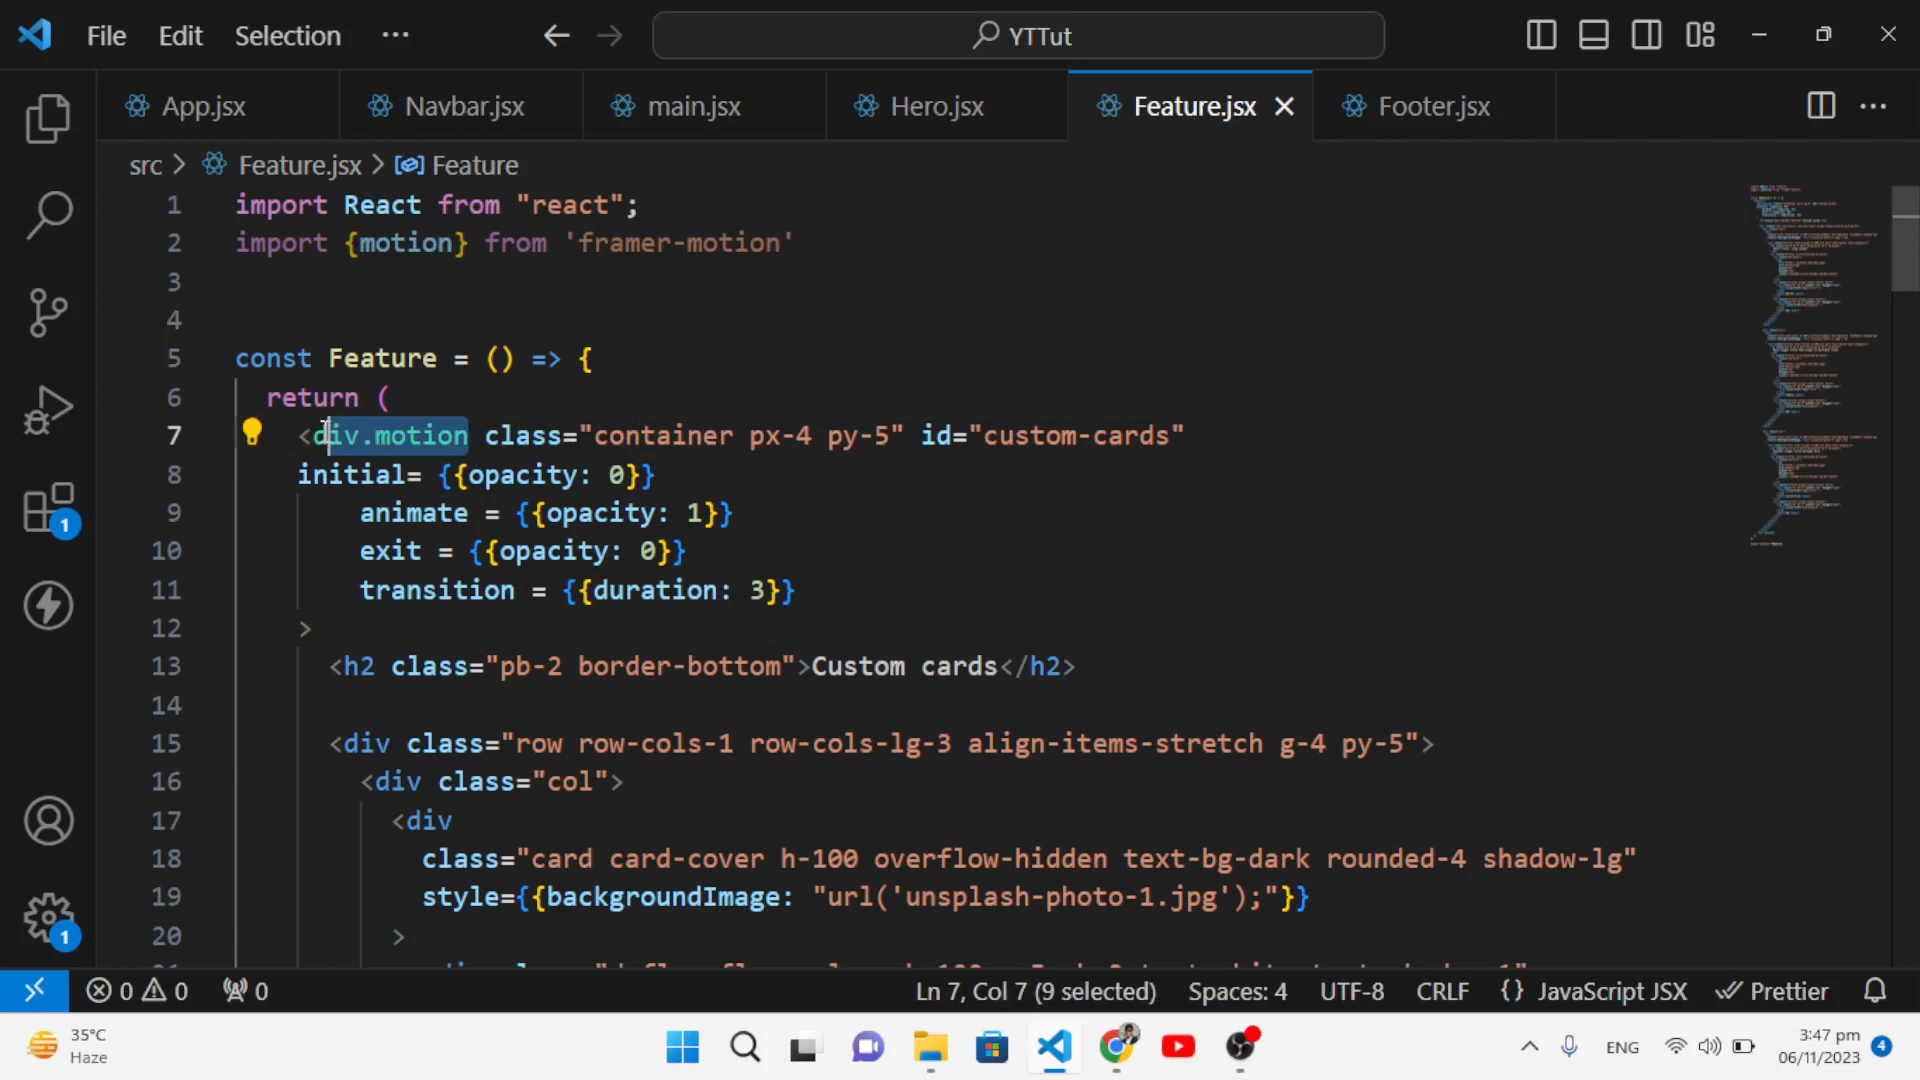 File Edit Selection ··· YTTut
App.jsx Navbar.jsx main.jsx Hero.jsx Feature.jsx Footer.jsx
src > Feature.jsx > Feature
1 import React from "react";
2 import {motion} from 'framer-motion'
3
4
5 const Feature = () => {
6 return (
7 <div.motion class="container px-4 py-5" id="custom-cards"
8 initial= {{opacity: 0}}
9 animate = {{opacity: 1}}
10 exit = {{opacity: 0}}
11 transition = {{duration: 3}}
12 >
13 <h2 class="pb-2 border-bottom">Custom cards</h2>
14
15 <div class="row row-cols-1 row-cols-lg-3 align-items-stretch g-4 py-5">
16 <div class="col">
17 <div
18 class="card card-cover h-100 overflow-hidden text-bg-dark rounded-4 shadow-lg"
19 style={{backgroundImage: "url('unsplash-photo-1.jpg');"}}
20 >
1
1
0 0 0 Ln 7, Col 7 (9 selected) Spaces: 4 UTF-8 CRLF {} JavaScript JSX Prettier
35°C
Haze
ENG
3:47 pm
06/11/2023
4